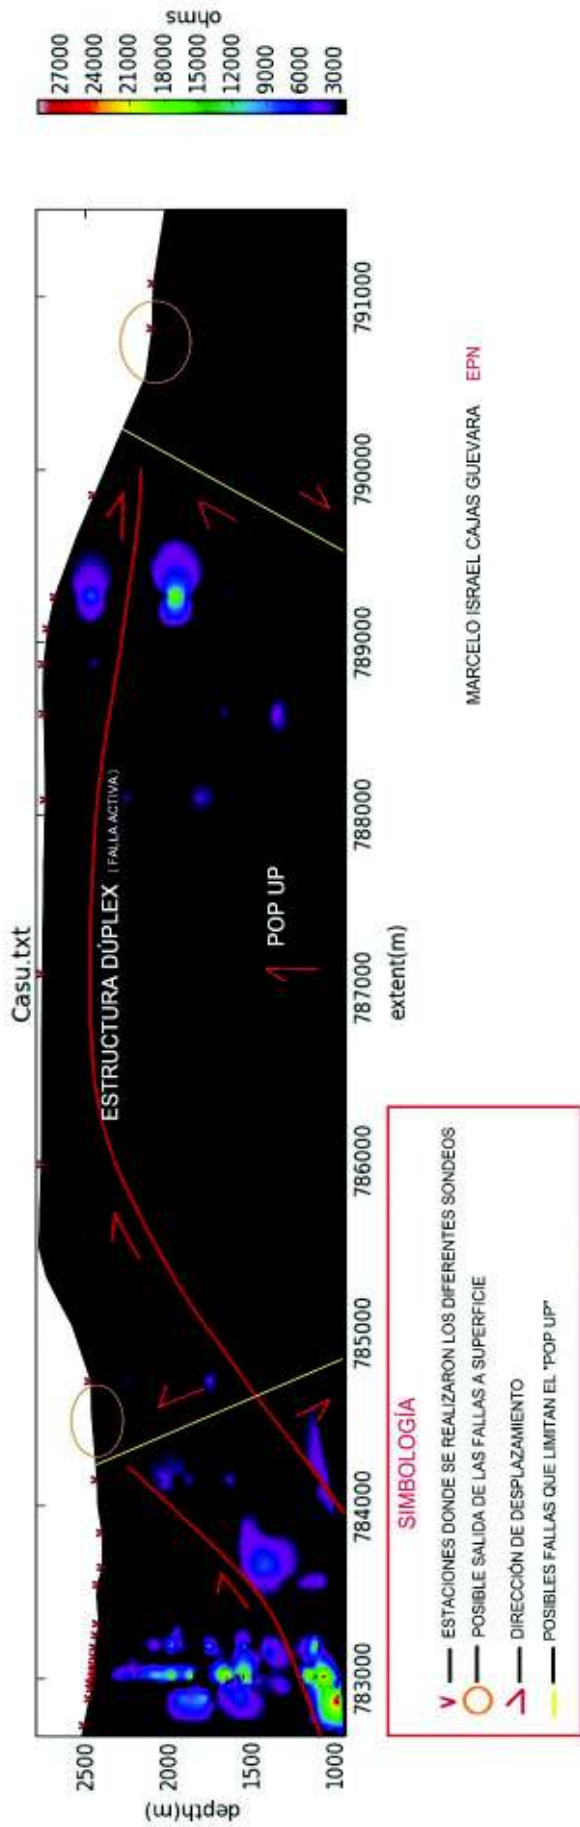 Casu.txt
ohms
27000
24000
21000
18000
15000
12000
9000
6000
3000
depth(m)
2500
2000
1500
1000
ESTRUCTURA DÚPLEX ( FALLA ACTIVA )
POP UP
783000
784000
785000
786000
787000
788000
789000
790000
791000
extent(m)
SIMBOLOGÍA
ESTACIONES DONDE SE REALIZARON LOS DIFERENTES SONDEOS
POSIBLE SALIDA DE LAS FALLAS A SUPERFICIE
DIRECCIÓN DE DESPLAZAMIENTO
POSIBLES FALLAS QUE LIMITAN EL "POP UP"
MARCELO ISRAEL CAJAS GUEVARA EPN